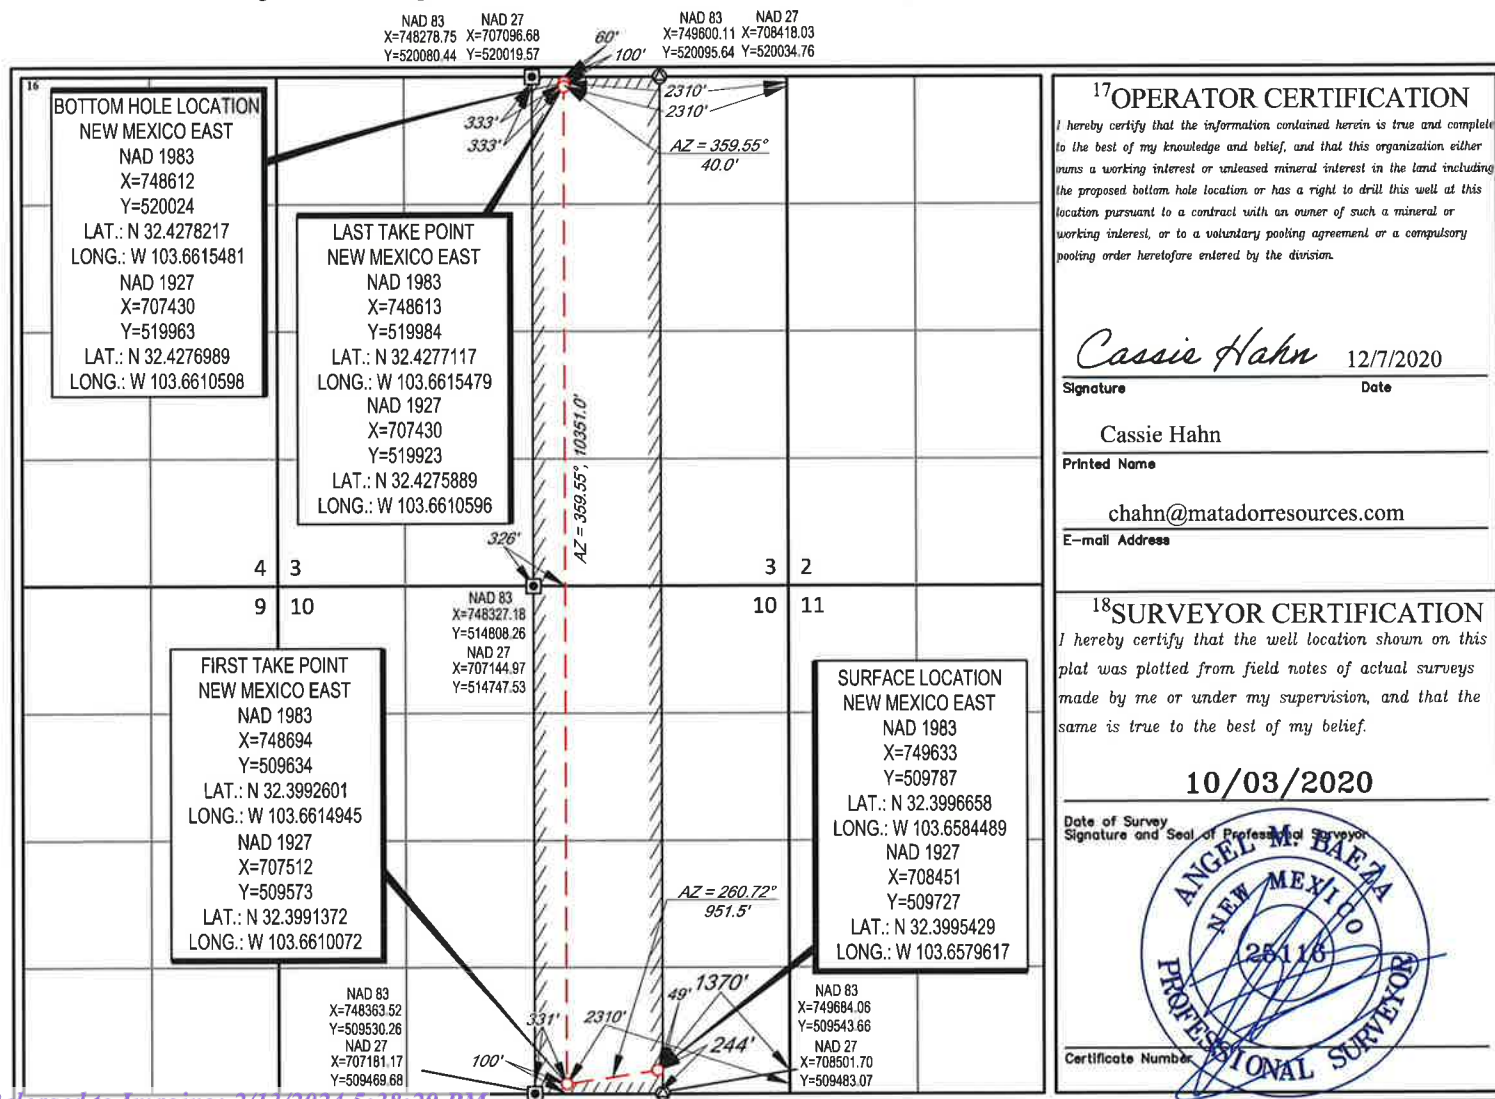 NAD 83
X=748278.75
Y=520080.44
NAD 27
X=707096.68
Y=520019.57
60'
100'
NAD 83
X=749600.11
Y=520095.64
NAD 27
X=708418.03
Y=520034.76
16
BOTTOM HOLE LOCATION
NEW MEXICO EAST
NAD 1983
X=748612
Y=520024
LAT.: N 32.4278217
LONG.: W 103.6615481
NAD 1927
X=707430
Y=519963
LAT.: N 32.4276989
LONG.: W 103.6610598
333'
333'
2310'
2310'
AZ = 359.55°
40.0'
LAST TAKE POINT
NEW MEXICO EAST
NAD 1983
X=748613
Y=519984
LAT.: N 32.4277117
LONG.: W 103.6615479
NAD 1927
X=707430
Y=519923
LAT.: N 32.4275889
LONG.: W 103.6610596
AZ = 359.55°, 10351.0'
326'
4 3
3 2
9 10
10 11
NAD 83
X=748327.18
Y=514808.26
NAD 27
X=707144.97
Y=514747.53
FIRST TAKE POINT
NEW MEXICO EAST
NAD 1983
X=748694
Y=509634
LAT.: N 32.3992601
LONG.: W 103.6614945
NAD 1927
X=707512
Y=509573
LAT.: N 32.3991372
LONG.: W 103.6610072
SURFACE LOCATION
NEW MEXICO EAST
NAD 1983
X=749633
Y=509787
LAT.: N 32.3996658
LONG.: W 103.6584489
NAD 1927
X=708451
Y=509727
LAT.: N 32.3995429
LONG.: W 103.6579617
AZ = 260.72°
951.5'
NAD 83
X=748363.52
Y=509530.26
NAD 27
X=707181.17
Y=509469.68
331'
100'
2310'
49'
1370'
244'
NAD 83
X=749684.06
Y=509543.66
NAD 27
X=708501.70
Y=509483.07
17OPERATOR CERTIFICATION
I hereby certify that the information contained herein is true and complete
to the best of my knowledge and belief, and that this organization either
owns a working interest or unleased mineral interest in the land including
the proposed bottom hole location or has a right to drill this well at this
location pursuant to a contract with an owner of such a mineral or
working interest, or to a voluntary pooling agreement or a compulsory
pooling order heretofore entered by the division.
Cassie Hahn 12/7/2020
Signature Date
Cassie Hahn
Printed Name
chahn@matadorresources.com
E-mail Address
18SURVEYOR CERTIFICATION
I hereby certify that the well location shown on this
plat was plotted from field notes of actual surveys
made by me or under my supervision, and that the
same is true to the best of my belief.
10/03/2020
Date of Survey
Signature and Seal of Professional Surveyor
ANGEL M. BAEZA
NEW MEXICO
25116
PROFESSIONAL SURVEYOR
Certificate Number